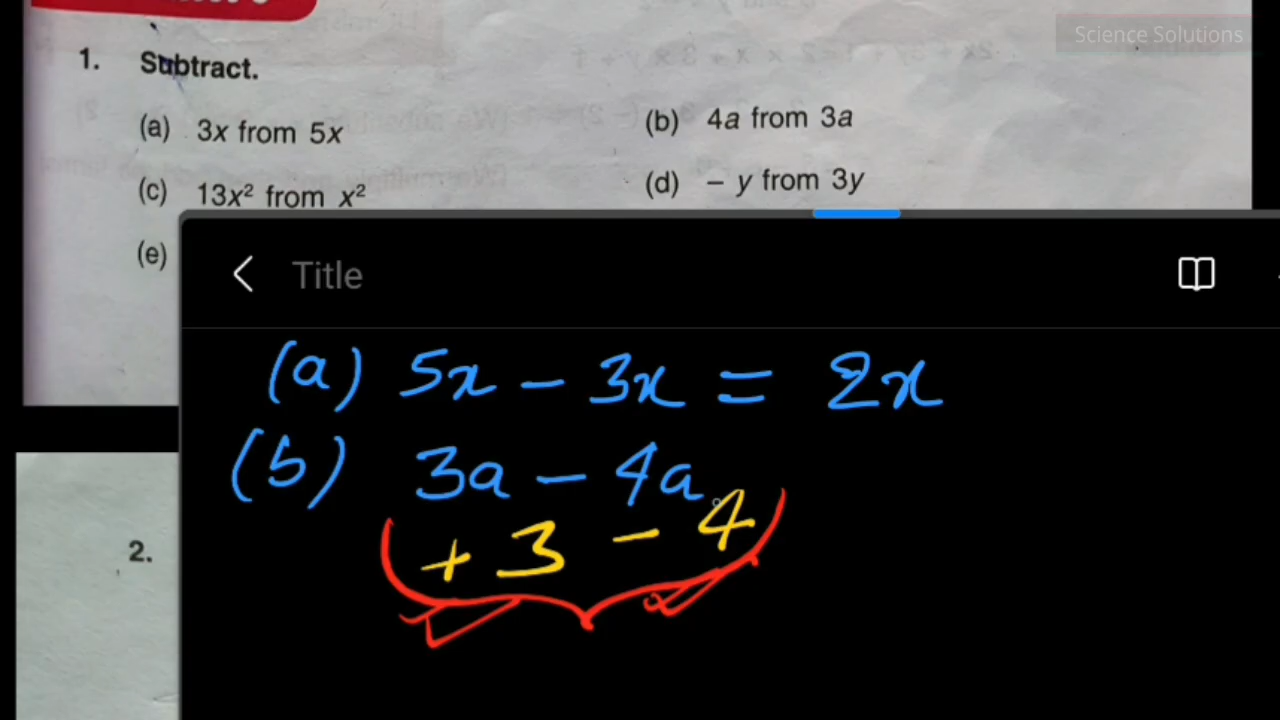 Science Solutions
1. Subtract.
(a) 3x from 5x
(b) 4a from 3a
(c) 13x² from x²
(d) – y from 3y
(e)
Title
(a) 5x – 3x = 2x
(b) 3a – 4a
+ 3 – 4
2.